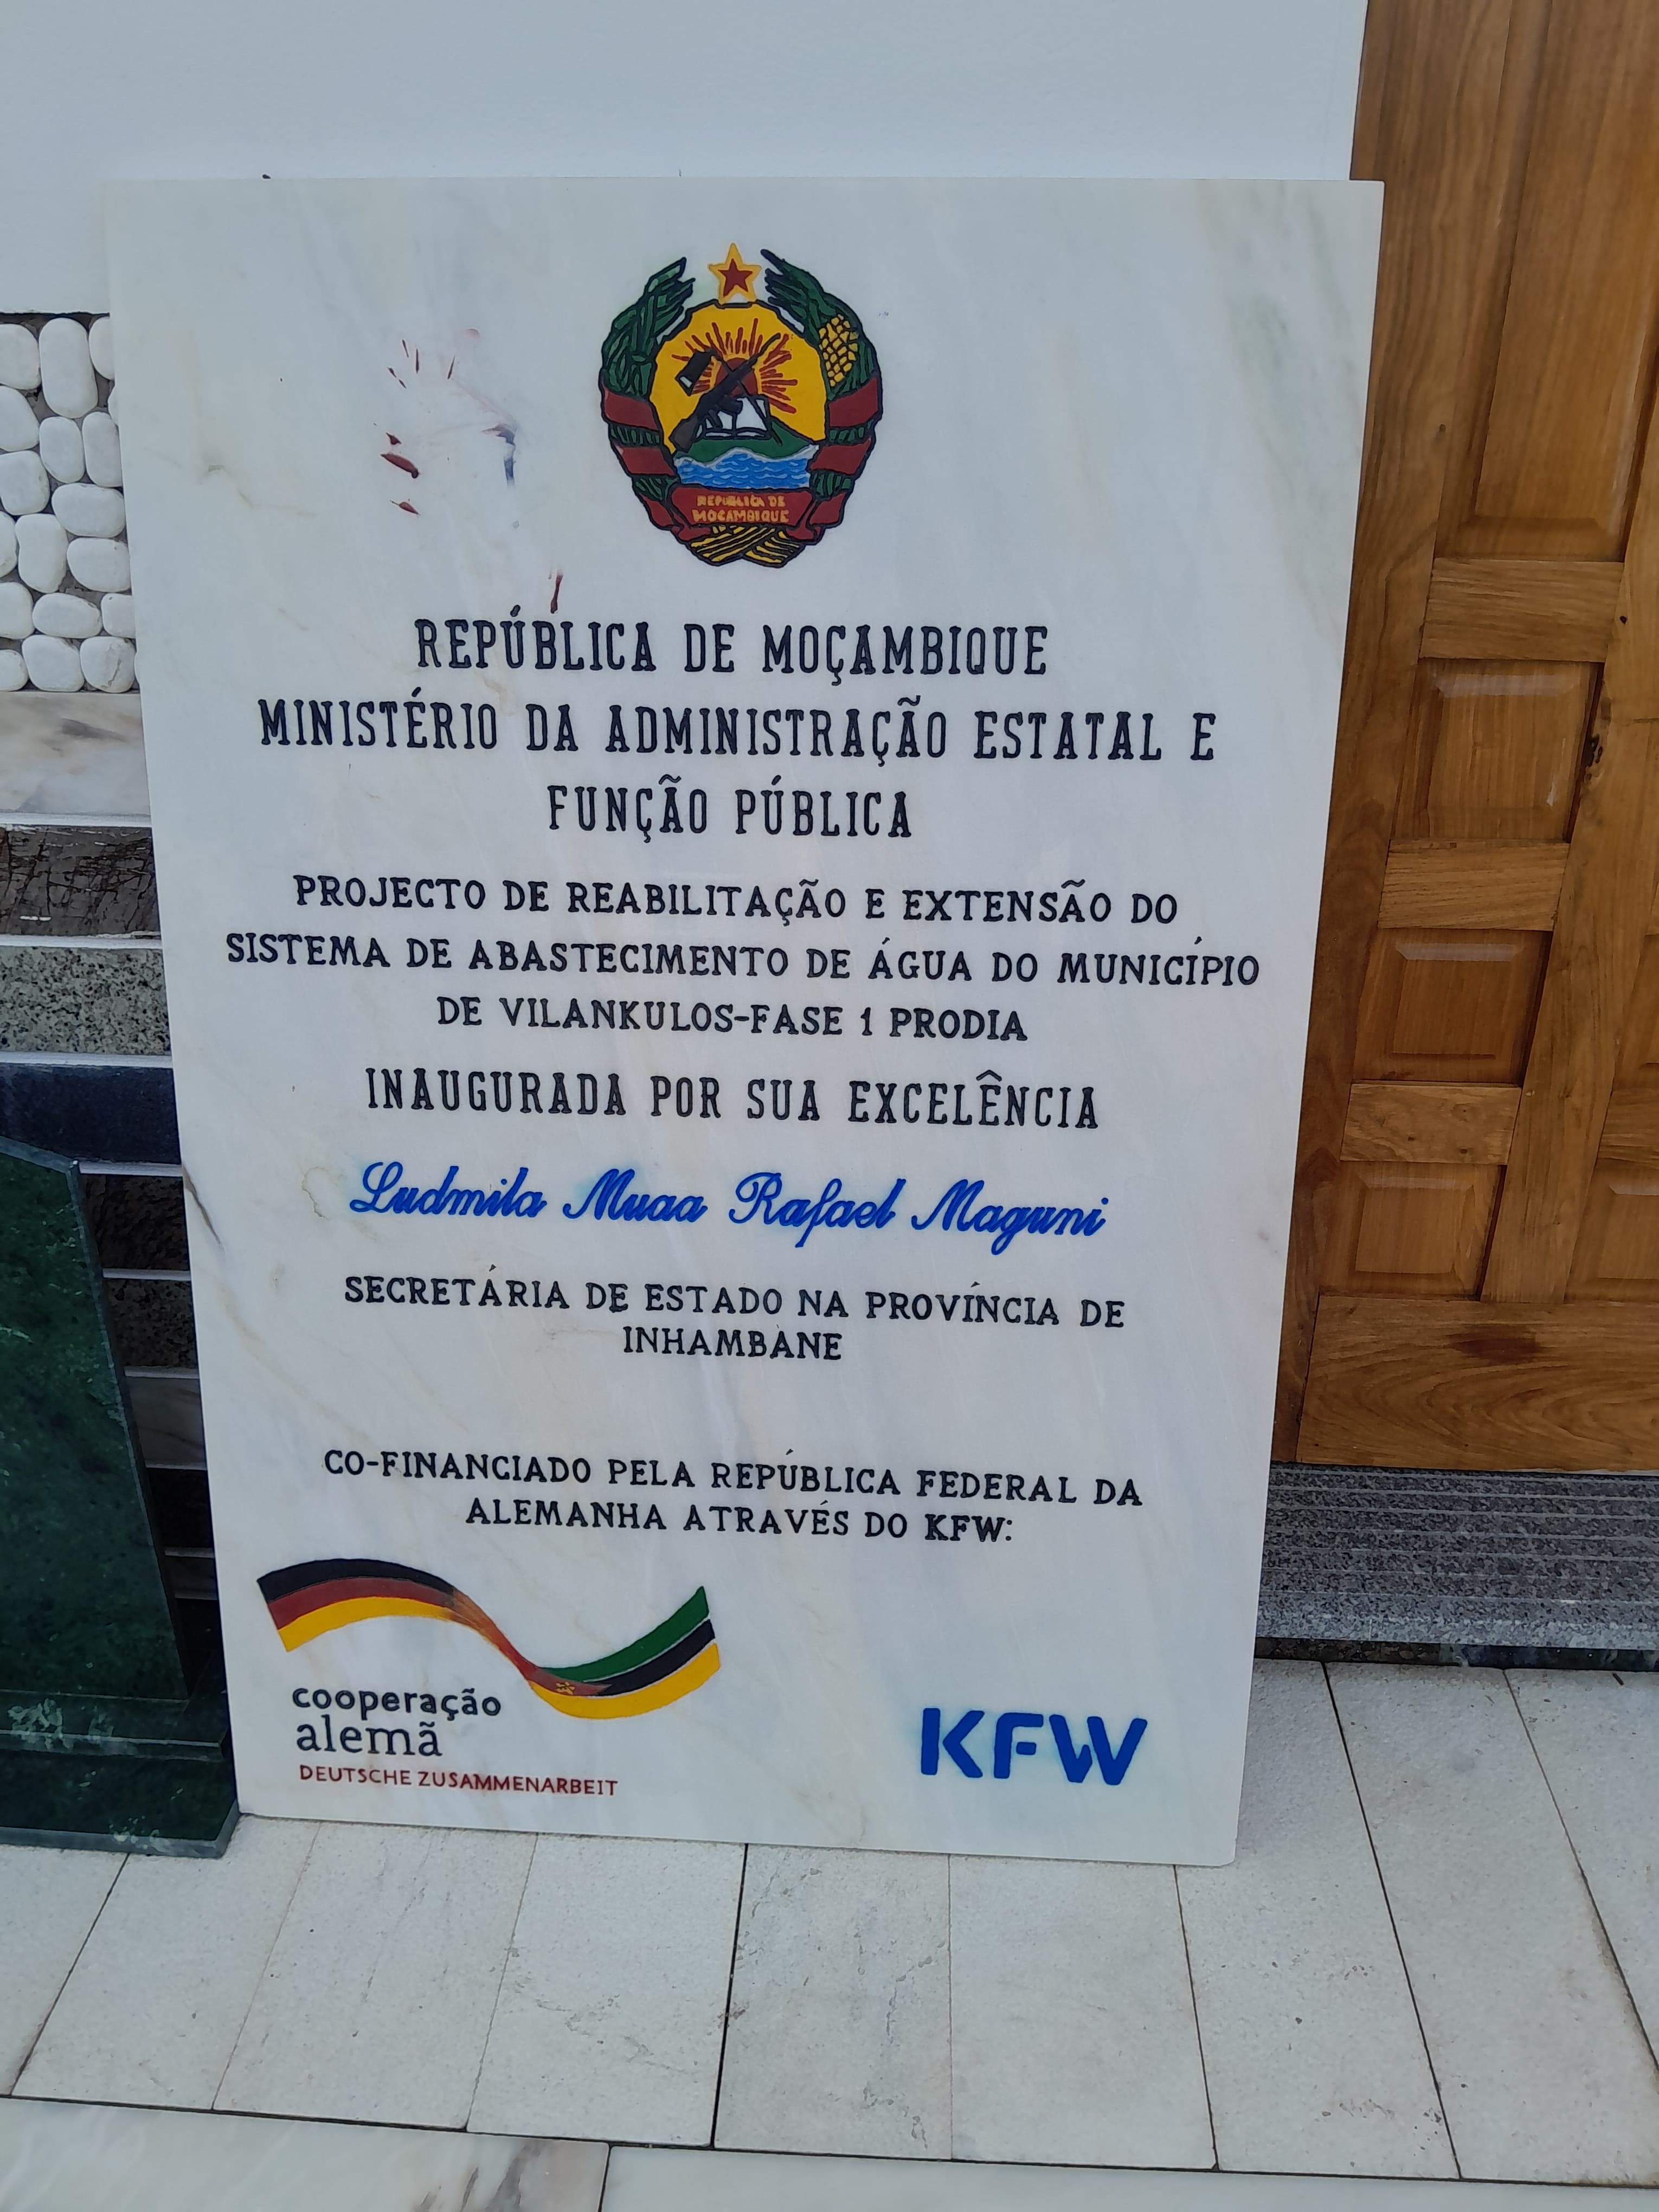 REPÚBLICA DE
MOÇAMBIQUE
REPÚBLICA DE MOÇAMBIQUE
MINISTÉRIO DA ADMINISTRAÇÃO ESTATAL E
FUNÇÃO PÚBLICA
PROJECTO DE REABILITAÇÃO E EXTENSÃO DO
SISTEMA DE ABASTECIMENTO DE ÁGUA DO MUNICÍPIO
DE VILANKULOS-FASE 1 PRODIA
INAUGURADA POR SUA EXCELÊNCIA
Ludmila Muaa Rafael Maguni
SECRETÁRIA DE ESTADO NA PROVÍNCIA DE
INHAMBANE
CO-FINANCIADO PELA REPÚBLICA FEDERAL DA
ALEMANHA ATRAVÉS DO KFW:
cooperação
alemã
DEUTSCHE ZUSAMMENARBEIT
KFW